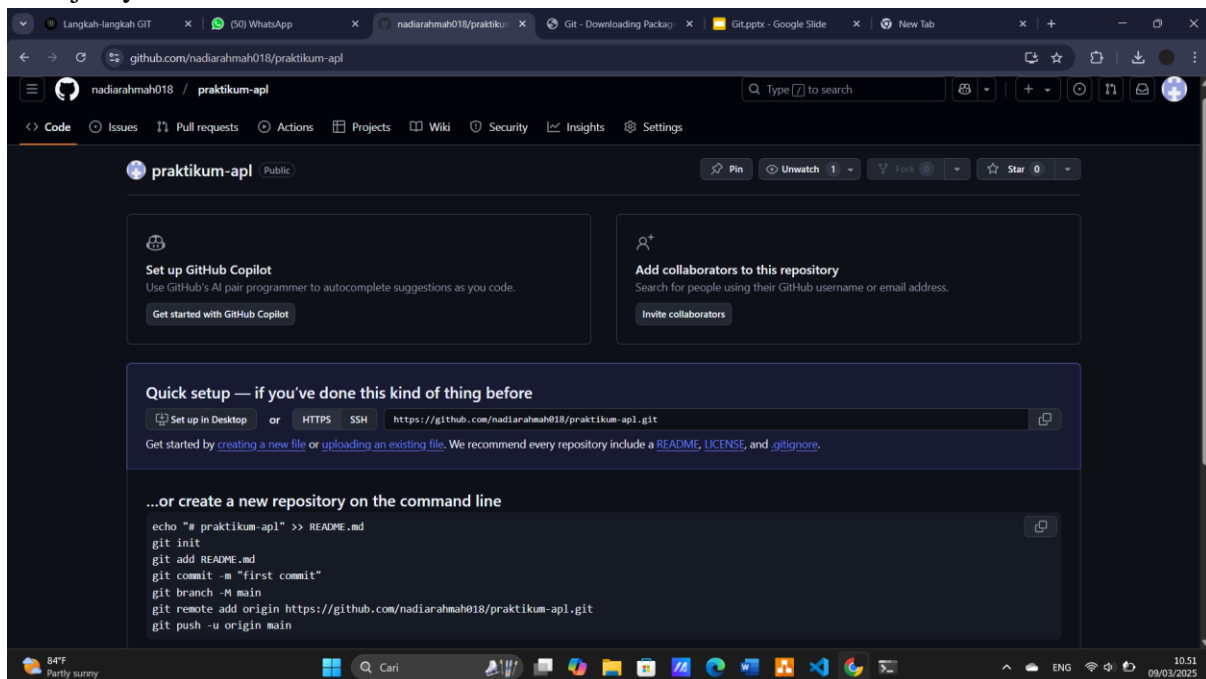 Langkah-langkah GIT
(50) WhatsApp
nadiarahmah018/praktikum
Git - Downloading Package
Git.pptx - Google Slide
New Tab
github.com/nadiarahmah018/praktikum-apl
nadiarahmah018 / praktikum-apl
Type / to search
Code
Issues
Pull requests
Actions
Projects
Wiki
Security
Insights
Settings
praktikum-apl Public
Pin
Unwatch 1
Fork 0
Star 0
Set up GitHub Copilot
Use GitHub's AI pair programmer to autocomplete suggestions as you code.
Get started with GitHub Copilot
Add collaborators to this repository
Search for people using their GitHub username or email address.
Invite collaborators
Quick setup — if you've done this kind of thing before
Set up in Desktop or HTTPS SSH https://github.com/nadiarahmah018/praktikum-apl.git
Get started by creating a new file or uploading an existing file. We recommend every repository include a README, LICENSE, and .gitignore.
...or create a new repository on the command line
echo "# praktikum-apl" >> README.md
git init
git add README.md
git commit -m "first commit"
git branch -M main
git remote add origin https://github.com/nadiarahmah018/praktikum-apl.git
git push -u origin main
84°F
Partly sunny
Cari
ENG
10.51
09/03/2025